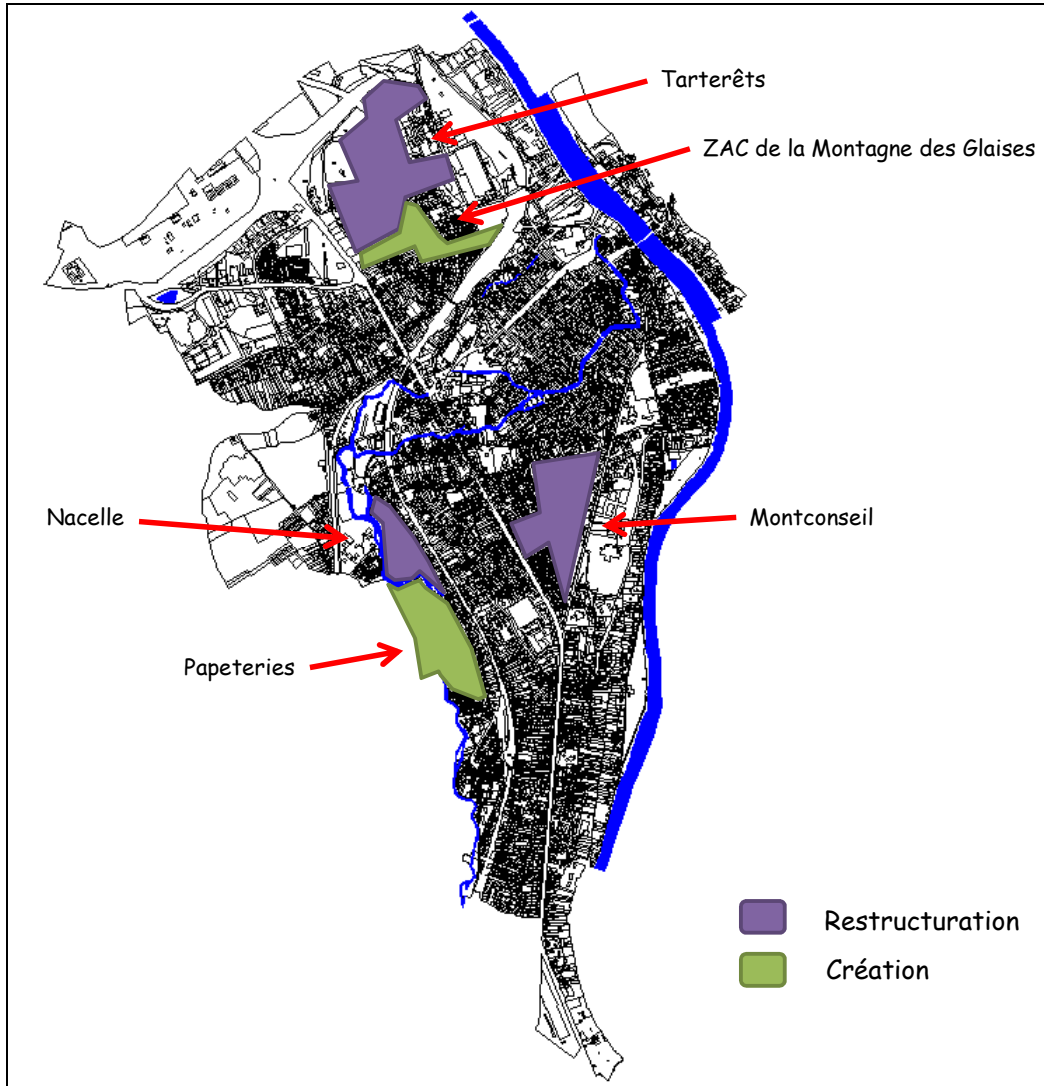 Tarterêts
ZAC de la Montagne des Glaises
Nacelle
Montconseil
Papeteries
Restructuration
Création